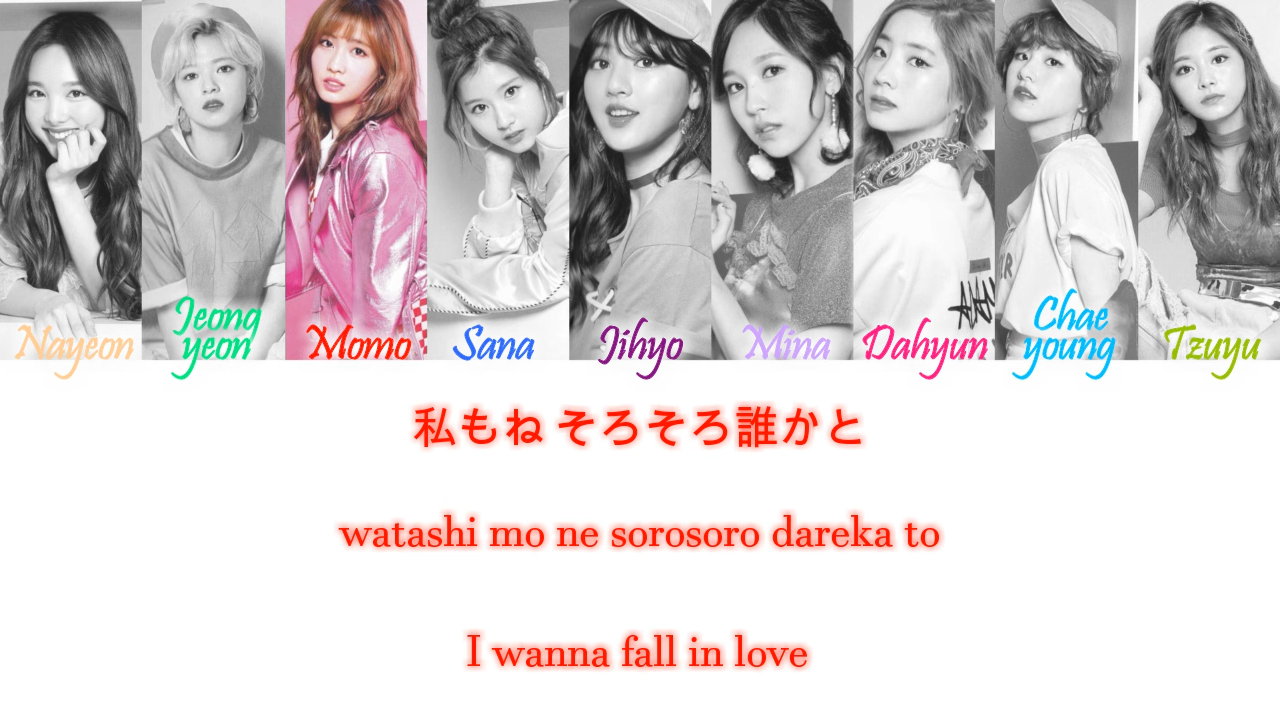 Nayeon
Jeong
yeon
Momo
Sana
Jihyo
Mina
Dahyun
Chae
young
Tzuyu
私もね そろそろ誰かと
watashi mo ne sorosoro dareka to
I wanna fall in love